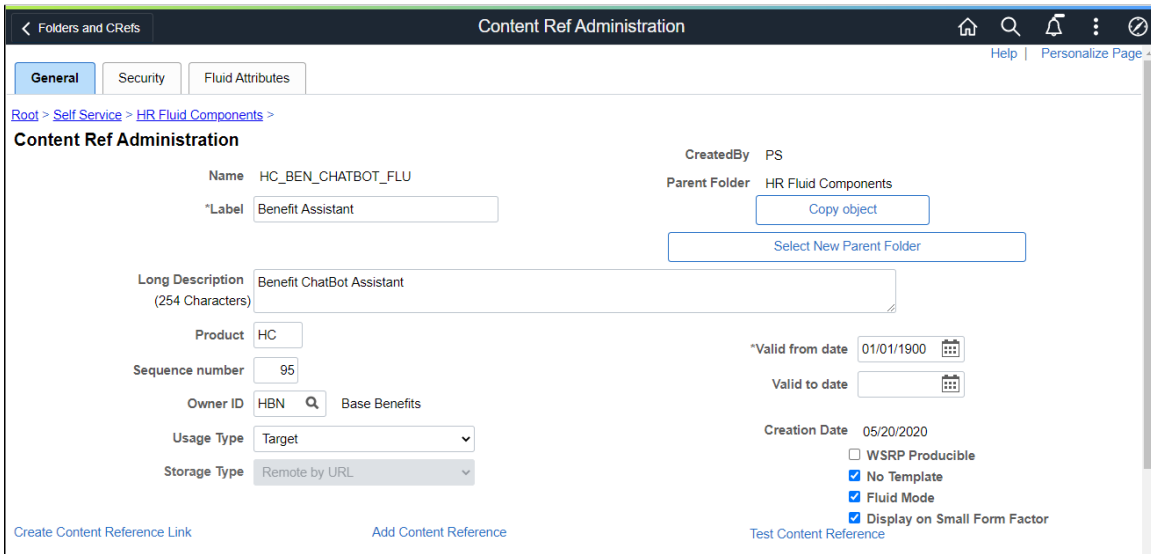 Folders and CRefs
Content Ref Administration
Help | Personalize Page
General
Security
Fluid Attributes
Root > Self Service > HR Fluid Components >
Content Ref Administration
CreatedBy PS
Name HC_BEN_CHATBOT_FLU
Parent Folder HR Fluid Components
*Label Benefit Assistant
Copy object
Select New Parent Folder
Long Description Benefit ChatBot Assistant
(254 Characters)
Product HC
*Valid from date 01/01/1900
Sequence number 95
Valid to date
Owner ID HBN Base Benefits
Creation Date 05/20/2020
Usage Type Target
WSRP Producible
Storage Type Remote by URL
No Template
Fluid Mode
Display on Small Form Factor
Create Content Reference Link
Add Content Reference
Test Content Reference